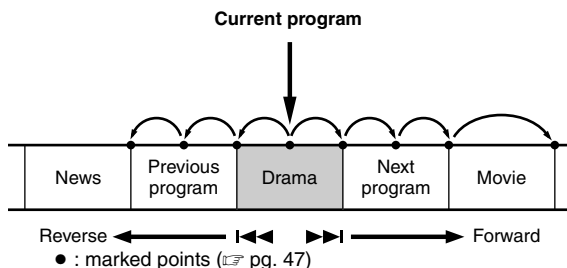 Current program
News
Previous
program
Drama
Next
program
Movie
Reverse
Forward
● : marked points (☞ pg. 47)